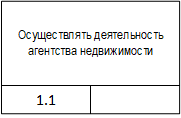 Осуществлять деятельность
агентства недвижимости
1.1